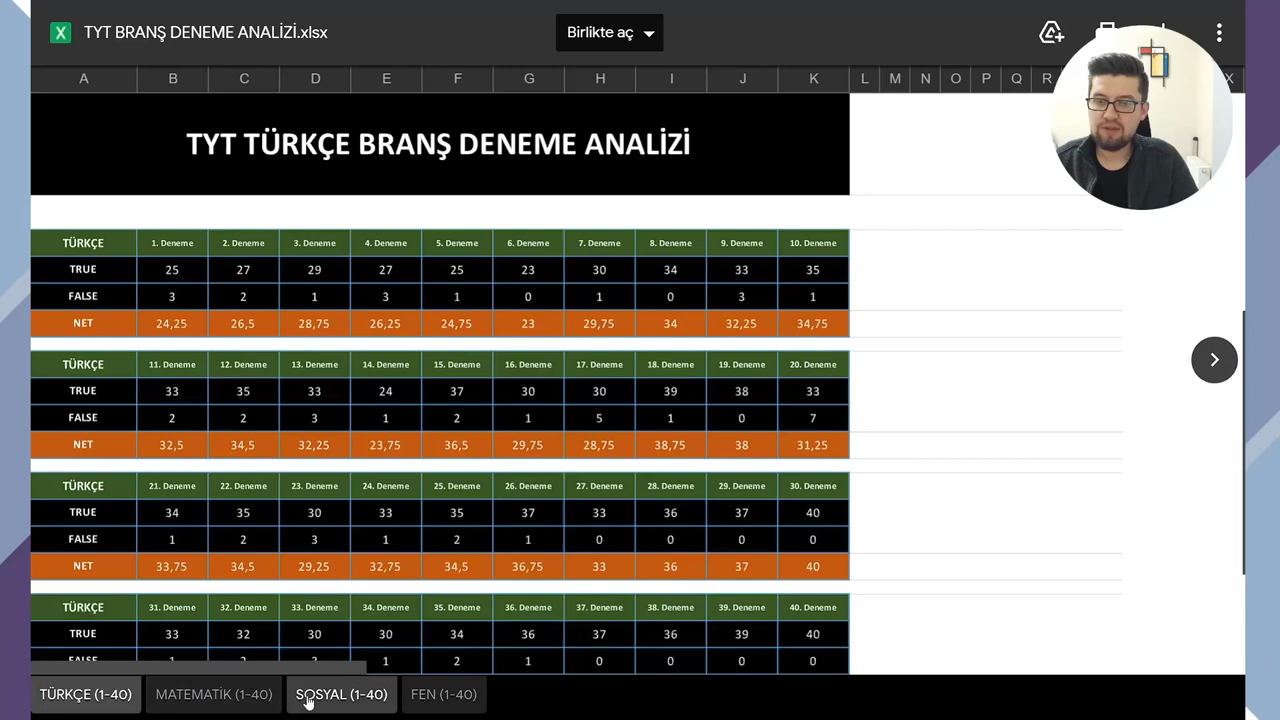 TYT BRANŞ DENEME ANALİZİ.xlsx
Birlikte aç
A B C D E F G H I J K L M N O P Q R X
TYT TÜRKÇE BRANŞ DENEME ANALİZİ
TÜRKÇE 1. Deneme 2. Deneme 3. Deneme 4. Deneme 5. Deneme 6. Deneme 7. Deneme 8. Deneme 9. Deneme 10. Deneme
TRUE 25 27 29 27 25 23 30 34 33 35
FALSE 3 2 1 3 1 0 1 0 3 1
NET 24,25 26,5 28,75 26,25 24,75 23 29,75 34 32,25 34,75
TÜRKÇE 11. Deneme 12. Deneme 13. Deneme 14. Deneme 15. Deneme 16. Deneme 17. Deneme 18. Deneme 19. Deneme 20. Deneme
TRUE 33 35 33 24 37 30 30 39 38 33
FALSE 2 2 3 1 2 1 5 1 0 7
NET 32,5 34,5 32,25 23,75 36,5 29,75 28,75 38,75 38 31,25
TÜRKÇE 21. Deneme 22. Deneme 23. Deneme 24. Deneme 25. Deneme 26. Deneme 27. Deneme 28. Deneme 29. Deneme 30. Deneme
TRUE 34 35 30 33 35 37 33 36 37 40
FALSE 1 2 3 1 2 1 0 0 0 0
NET 33,75 34,5 29,25 32,75 34,5 36,75 33 36 37 40
TÜRKÇE 31. Deneme 32. Deneme 33. Deneme 34. Deneme 35. Deneme 36. Deneme 37. Deneme 38. Deneme 39. Deneme 40. Deneme
TRUE 33 32 30 30 34 36 37 36 39 40
FALSE 1 2 3 1 2 1 0 0 0 0
TÜRKÇE (1-40) MATEMATİK (1-40) SOSYAL (1-40) FEN (1-40)